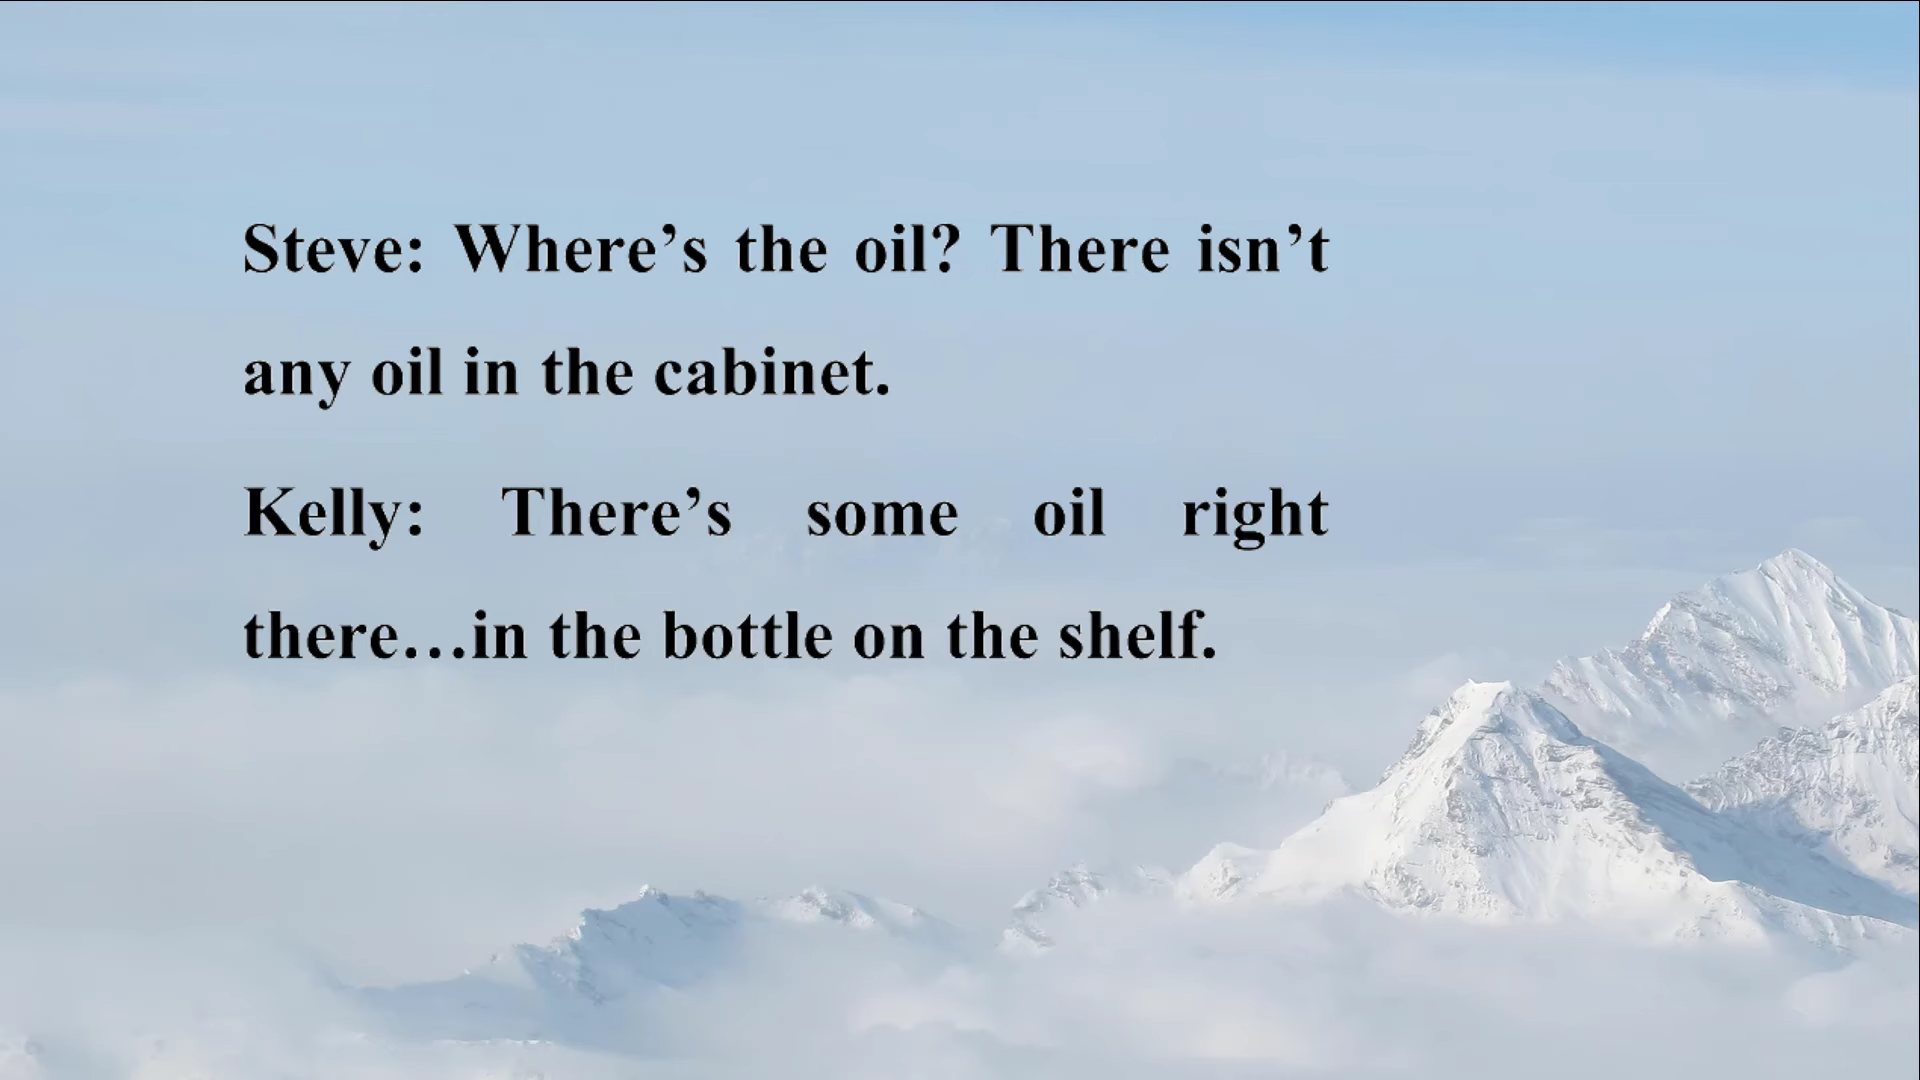 Steve: Where’s the oil? There isn’t
any oil in the cabinet.
Kelly: There’s some oil right
there…in the bottle on the shelf.